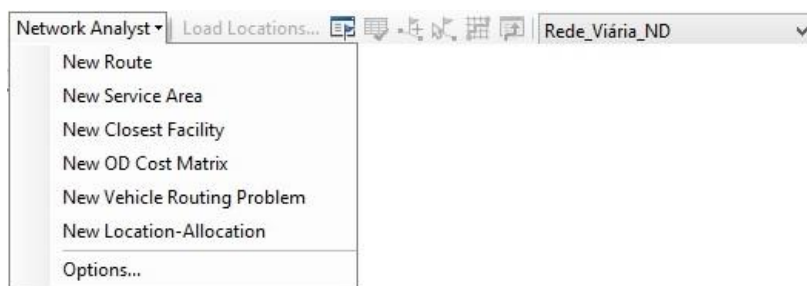 Network Analyst Load Locations... Rede_Viária_ND
New Route
New Service Area
New Closest Facility
New OD Cost Matrix
New Vehicle Routing Problem
New Location-Allocation
Options...